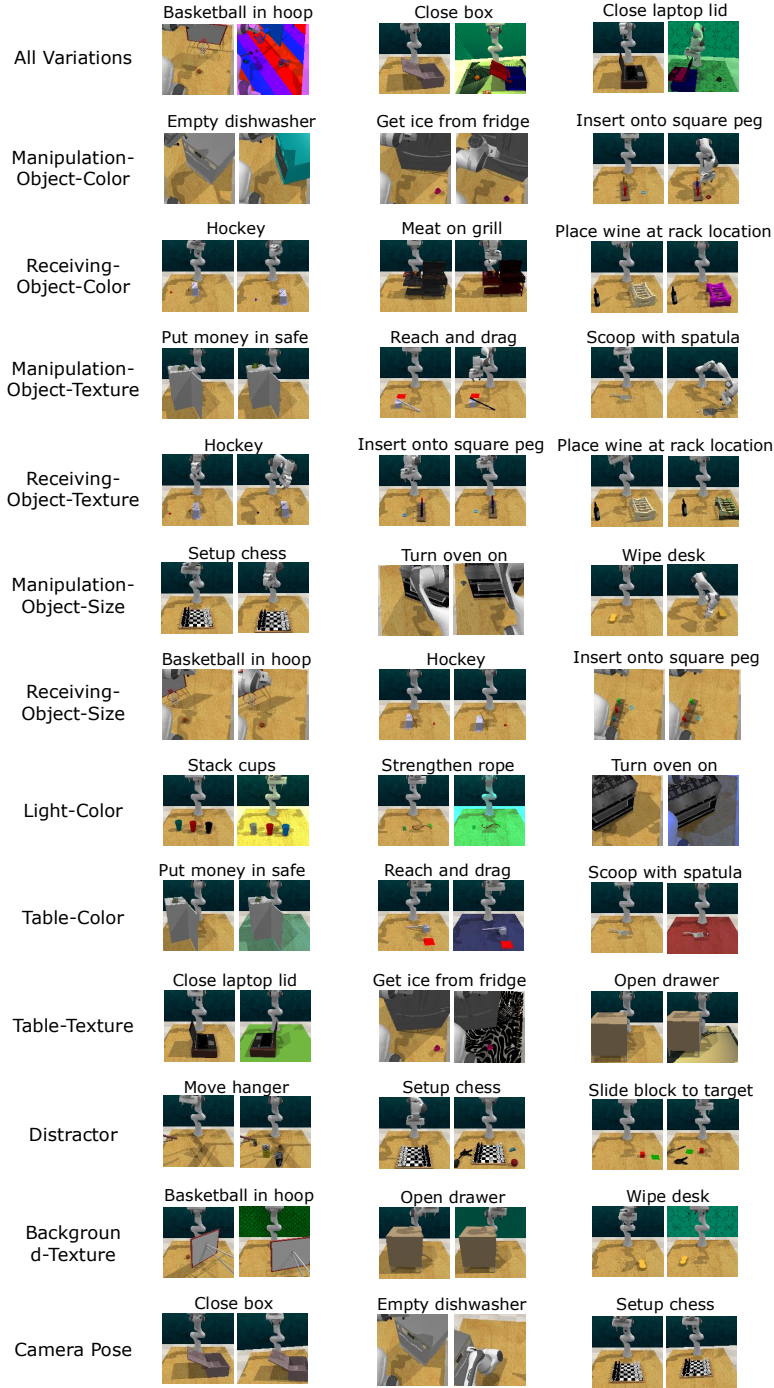 Basketball in hoop
Close box
Close laptop lid
All Variations
Empty dishwasher
Get ice from fridge
Insert onto square peg
Manipulation-
Object-Color
Hockey
Meat on grill
Place wine at rack location
Receiving-
Object-Color
Put money in safe
Reach and drag
Scoop with spatula
Manipulation-
Object-Texture
Hockey
Insert onto square peg
Place wine at rack location
Receiving-
Object-Texture
Setup chess
Turn oven on
Wipe desk
Manipulation-
Object-Size
Basketball in hoop
Hockey
Insert onto square peg
Receiving-
Object-Size
Stack cups
Strengthen rope
Turn oven on
Light-Color
Put money in safe
Reach and drag
Scoop with spatula
Table-Color
Close laptop lid
Get ice from fridge
Open drawer
Table-Texture
Move hanger
Setup chess
Slide block to target
Distractor
Basketball in hoop
Open drawer
Wipe desk
Backgroun
d-Texture
Close box
Empty dishwasher
Setup chess
Camera Pose